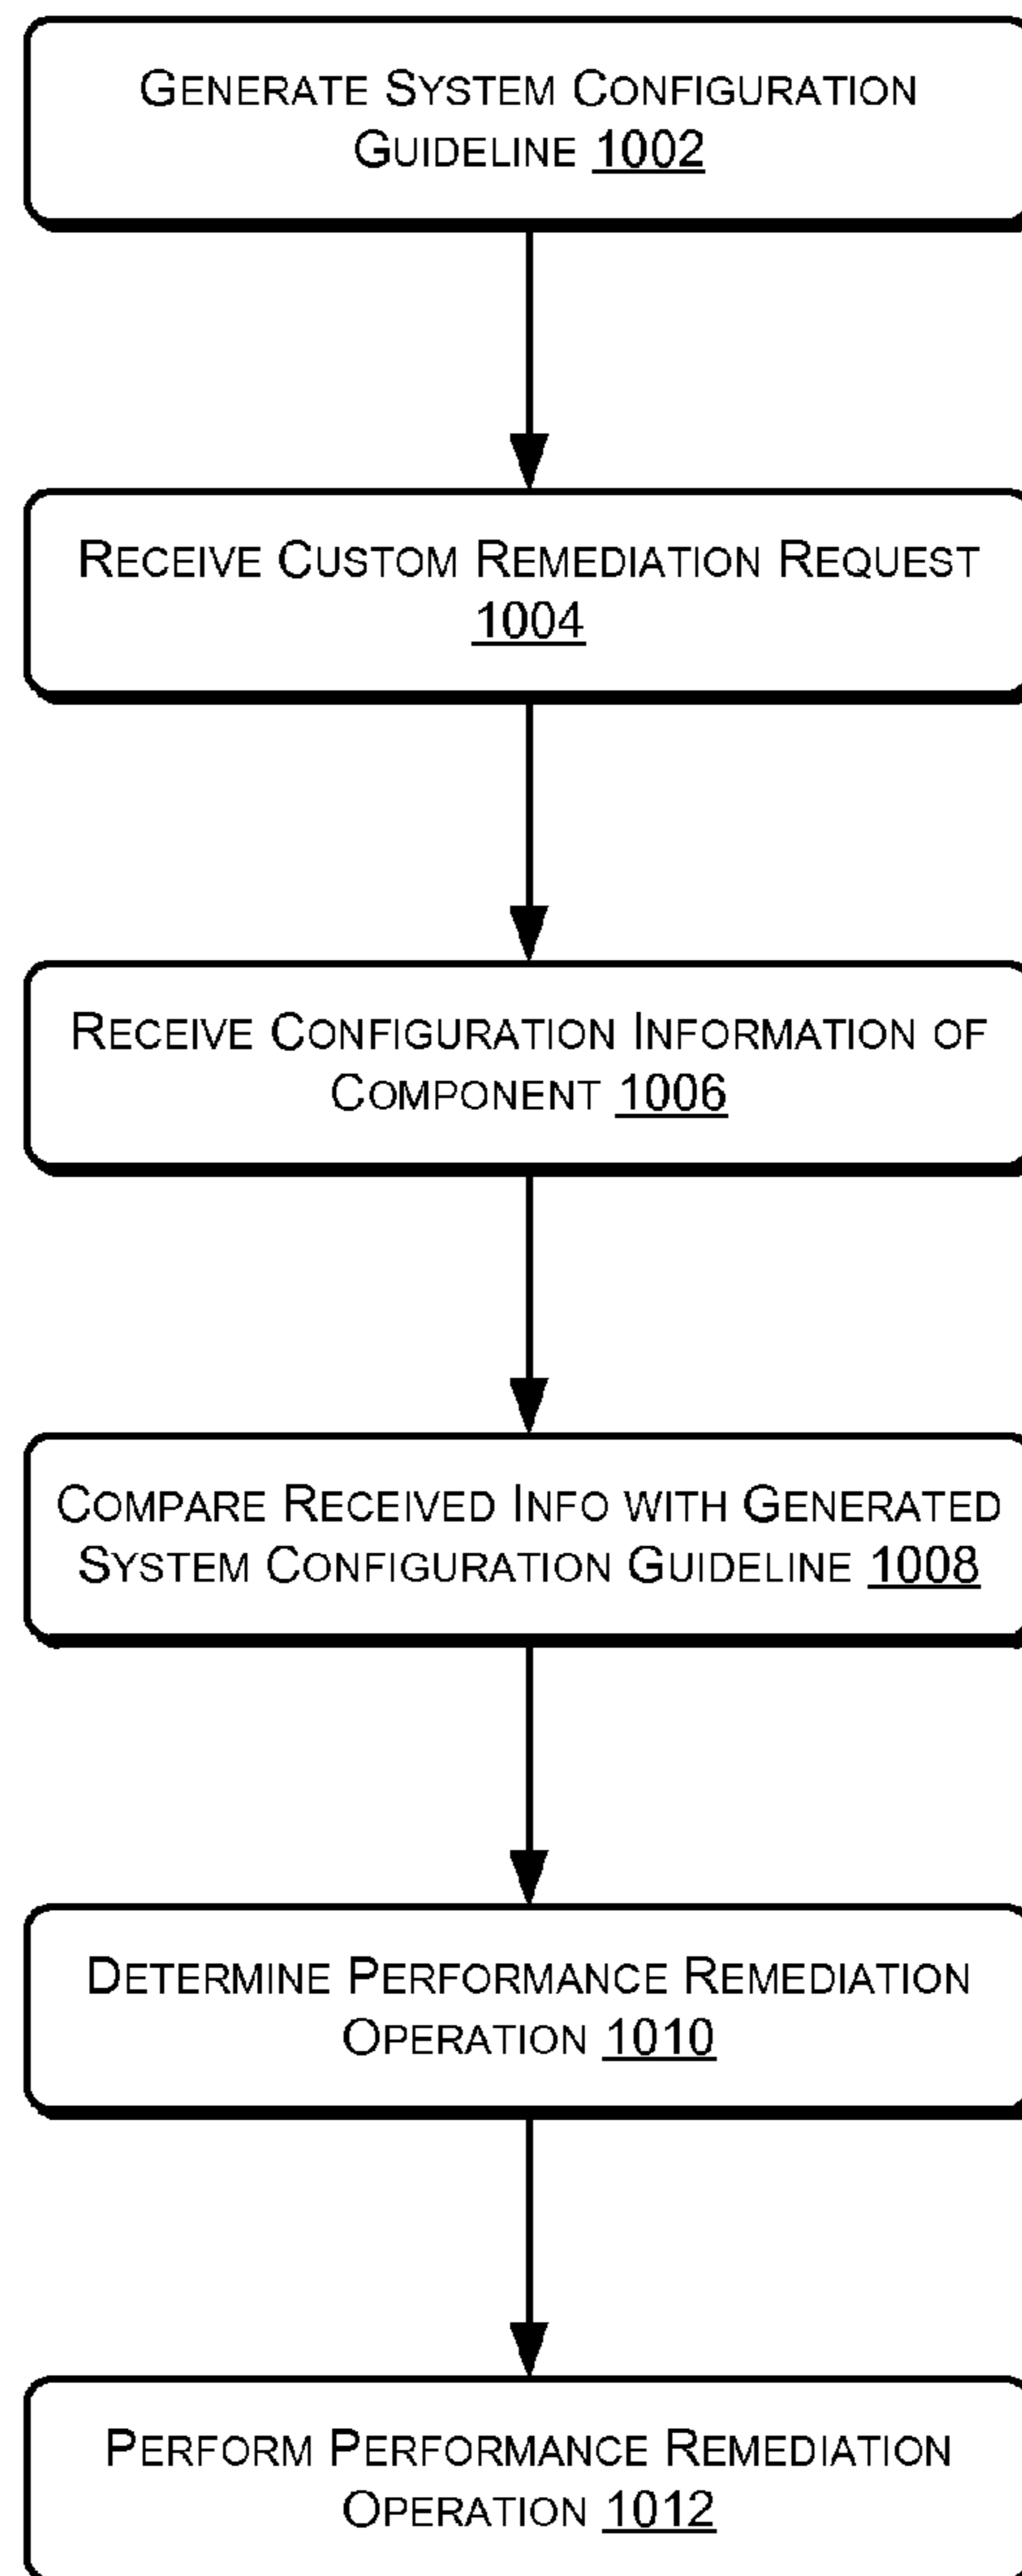 GENERATE SYSTEM CONFIGURATION
GUIDELINE 1002
RECEIVE CUSTOM REMEDIATION REQUEST
1004
RECEIVE CONFIGURATION INFORMATION OF
COMPONENT 1006
COMPARE RECEIVED INFO WITH GENERATED
SYSTEM CONFIGURATION GUIDELINE 1008
DETERMINE PERFORMANCE REMEDIATION
OPERATION 1010
PERFORM PERFORMANCE REMEDIATION
OPERATION 1012